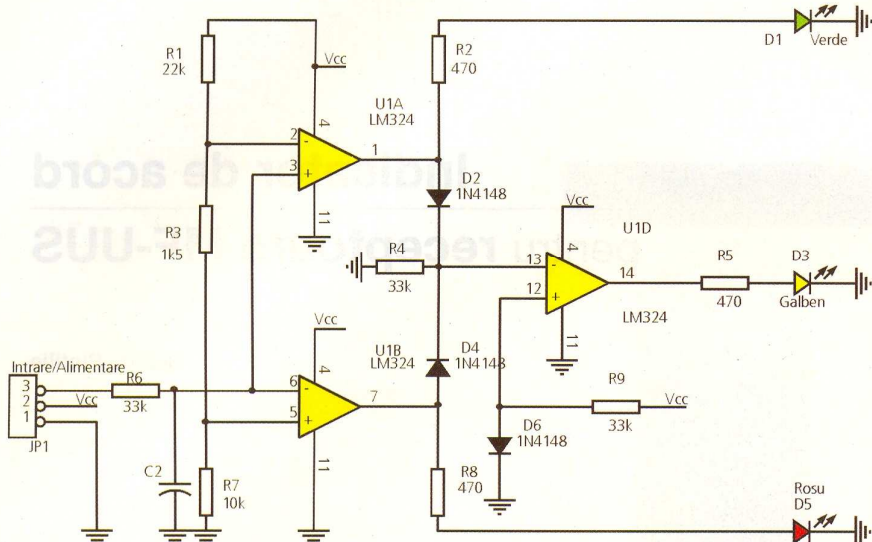 R1
22k
Vcc
U1A
LM324
2
-
3
+
4
1
11
R2
470
D1
Verde
D2
1N4148
R3
1k5
R4
33k
Vcc
U1D
4
13
-
12
+
14
11
LM324
R5
470
D3
Galben
Vcc
U1B
LM324
4
6
-
5
+
7
11
D4
1N4148
Intrare/Alimentare
3
2
1
Vcc
JP1
R6
33k
C2
R7
10k
D6
1N4148
R9
33k
Vcc
R8
470
Rosu
D5